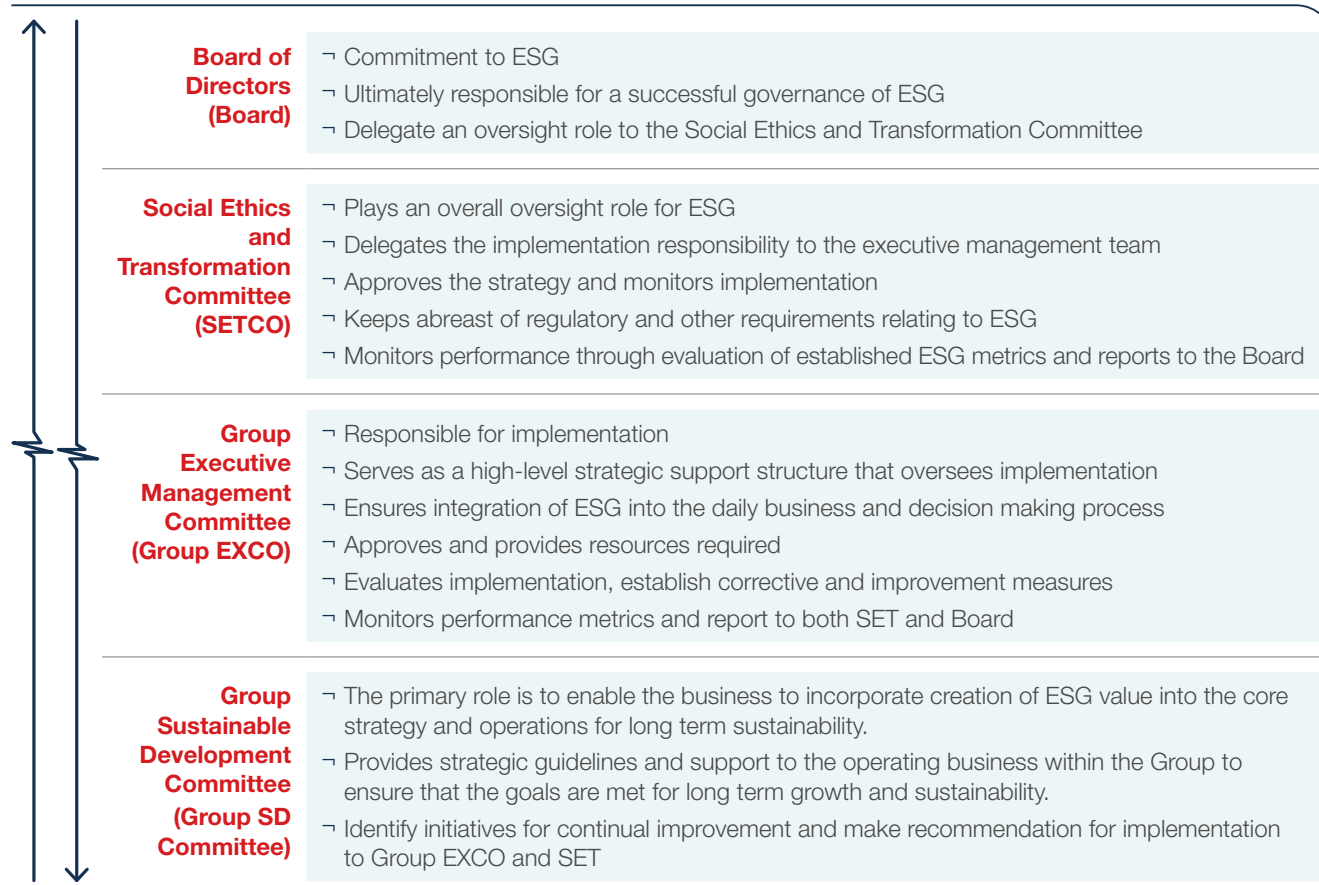 Board of
Directors
(Board)
¬ Commitment to ESG
¬ Ultimately responsible for a successful governance of ESG
¬ Delegate an oversight role to the Social Ethics and Transformation Committee
Social Ethics
and
Transformation
Committee
(SETCO)
¬ Plays an overall oversight role for ESG
¬ Delegates the implementation responsibility to the executive management team
¬ Approves the strategy and monitors implementation
¬ Keeps abreast of regulatory and other requirements relating to ESG
¬ Monitors performance through evaluation of established ESG metrics and reports to the Board
Group
Executive
Management
Committee
(Group EXCO)
¬ Responsible for implementation
¬ Serves as a high-level strategic support structure that oversees implementation
¬ Ensures integration of ESG into the daily business and decision making process
¬ Approves and provides resources required
¬ Evaluates implementation, establish corrective and improvement measures
¬ Monitors performance metrics and report to both SET and Board
Group
Sustainable
Development
Committee
(Group SD
Committee)
¬ The primary role is to enable the business to incorporate creation of ESG value into the core
strategy and operations for long term sustainability.
¬ Provides strategic guidelines and support to the operating business within the Group to
ensure that the goals are met for long term growth and sustainability.
¬ Identify initiatives for continual improvement and make recommendation for implementation
to Group EXCO and SET